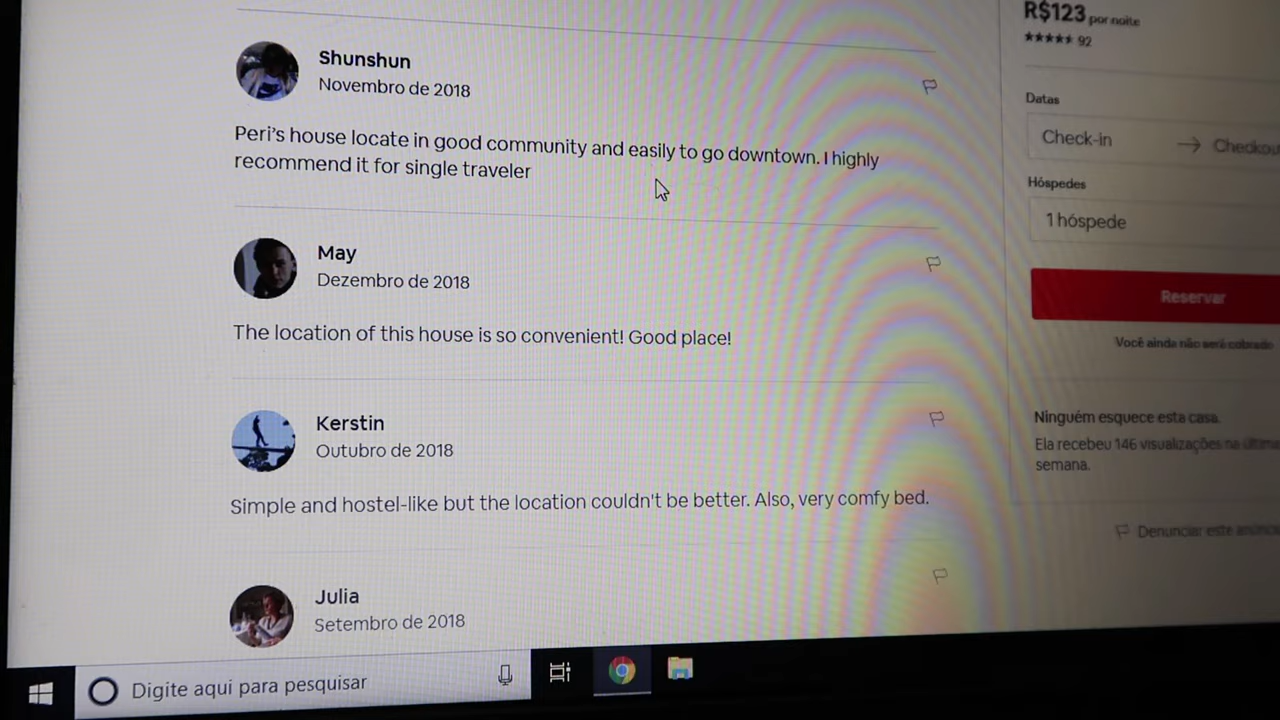 R$123 por noite
92
Shunshun
Novembro de 2018
Peri's house locate in good community and easily to go downtown. I highly
recommend it for single traveler
May
Dezembro de 2018
The location of this house is so convenient! Good place!
Kerstin
Outubro de 2018
Simple and hostel-like but the location couldn't be better. Also, very comfy bed.
Julia
Setembro de 2018
Datas
Check-in → Checkou
Hóspedes
1 hóspede
Reservar
Você ainda não será cobrado
Ninguém esquece esta casa.
Ela recebeu 146 visualizações na última
semana.
Denunciar este anúnc
Digite aqui para pesquisar